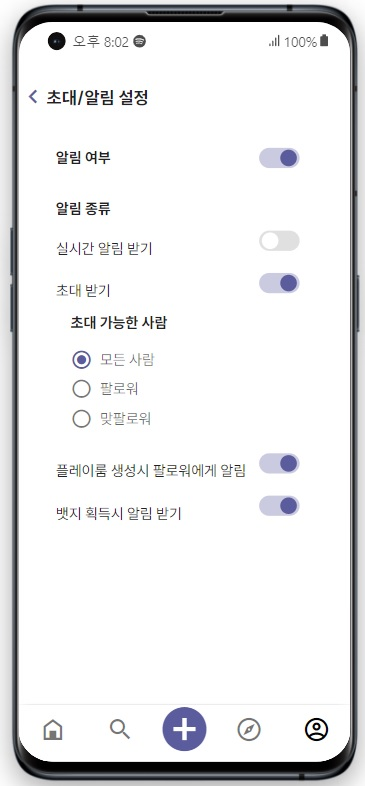 오후 8:02
100%
초대/알림 설정
알림 여부
알림 종류
실시간 알림 받기
초대 받기
초대 가능한 사람
모든 사람
팔로워
맞팔로워
플레이룸 생성시 팔로워에게 알림
뱃지 획득시 알림 받기